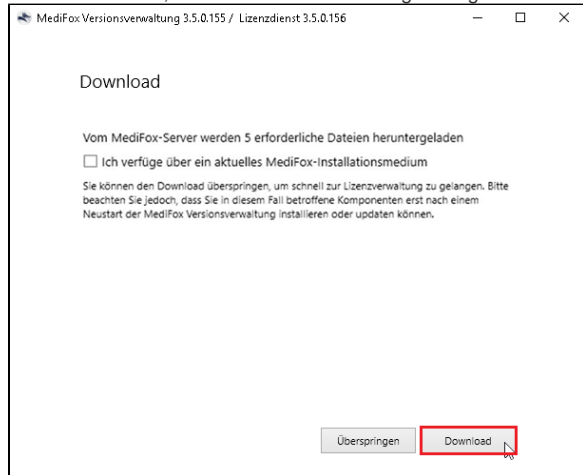 MediFox Versionsverwaltung 3.5.0.155 / Lizenzdienst 3.5.0.156
Download
Vom MediFox-Server werden 5 erforderliche Dateien heruntergeladen
Ich verfüge über ein aktuelles MediFox-Installationsmedium
Sie können den Download überspringen, um schnell zur Lizenzverwaltung zu gelangen. Bitte
beachten Sie jedoch, dass Sie in diesem Fall betroffene Komponenten erst nach einem
Neustart der MediFox Versionsverwaltung installieren oder updaten können.
Überspringen Download